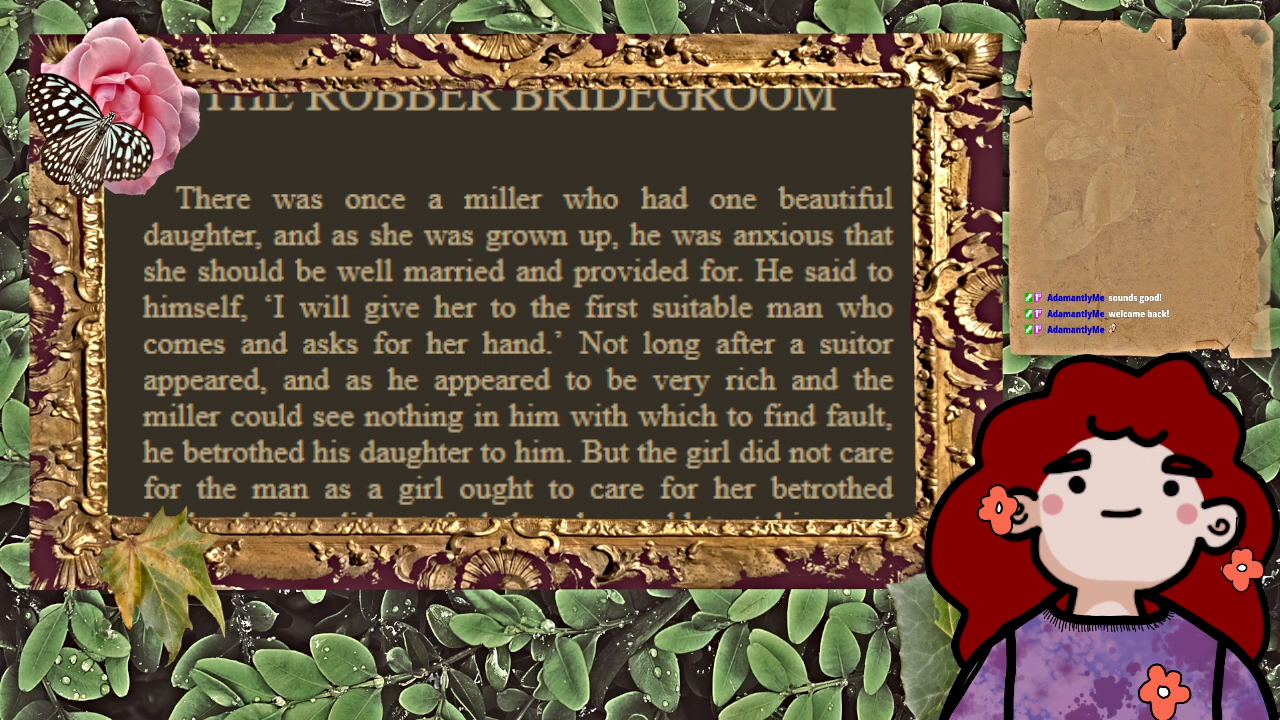 THE ROBBER BRIDEGROOM
There was once a miller who had one beautiful
daughter, and as she was grown up, he was anxious that
she should be well married and provided for. He said to
himself, ‘I will give her to the first suitable man who
comes and asks for her hand.’ Not long after a suitor
appeared, and as he appeared to be very rich and the
miller could see nothing in him with which to find fault,
he betrothed his daughter to him. But the girl did not care
for the man as a girl ought to care for her betrothed
AdamantlyMe sounds good!
AdamantlyMe welcome back!
AdamantlyMe